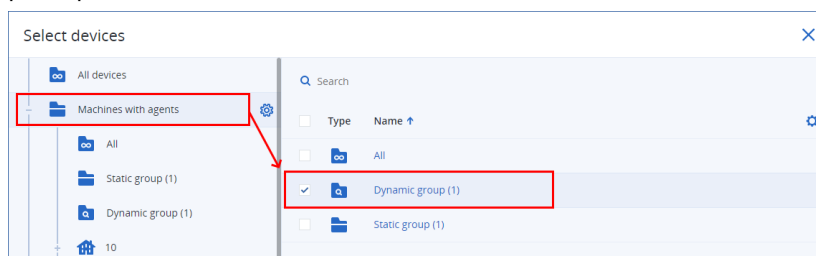 Select devices
All devices
Machines with agents
All
Static group (1)
Dynamic group (1)
10
Search
Type Name
All
Dynamic group (1)
Static group (1)